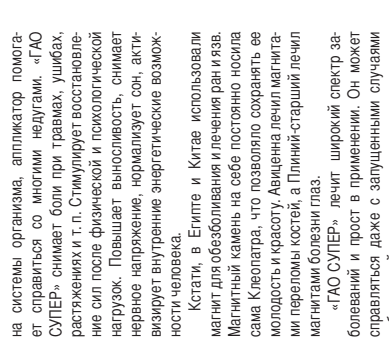 на системы организма, аппликатор помога-
ет справиться со многими недугами. «ГАО
СУПЕР» снимает боли при травмах, ушибах,
растяжениях и т. п. Стимулирует восстановле-
ние сил после физической и психологической
нагрузок. Повышает выносливость, снимает
нервное напряжение, нормализует сон, акти-
визирует внутренние энергетические возмож-
ности человека.
Кстати, в Египте и Китае использовали
магнит для обезболивания и лечения ран и язв.
Магнитный камень на себе постоянно носила
сама Клеопатра, что позволяло сохранять ее
молодость и красоту. Авиценна лечил магнита-
ми переломы костей, а Плиний-старший лечил
магнитами болезни глаз.
«ГАО СУПЕР» лечит широкий спектр за-
болеваний и прост в применении. Он может
справляться даже с запущенными случаями